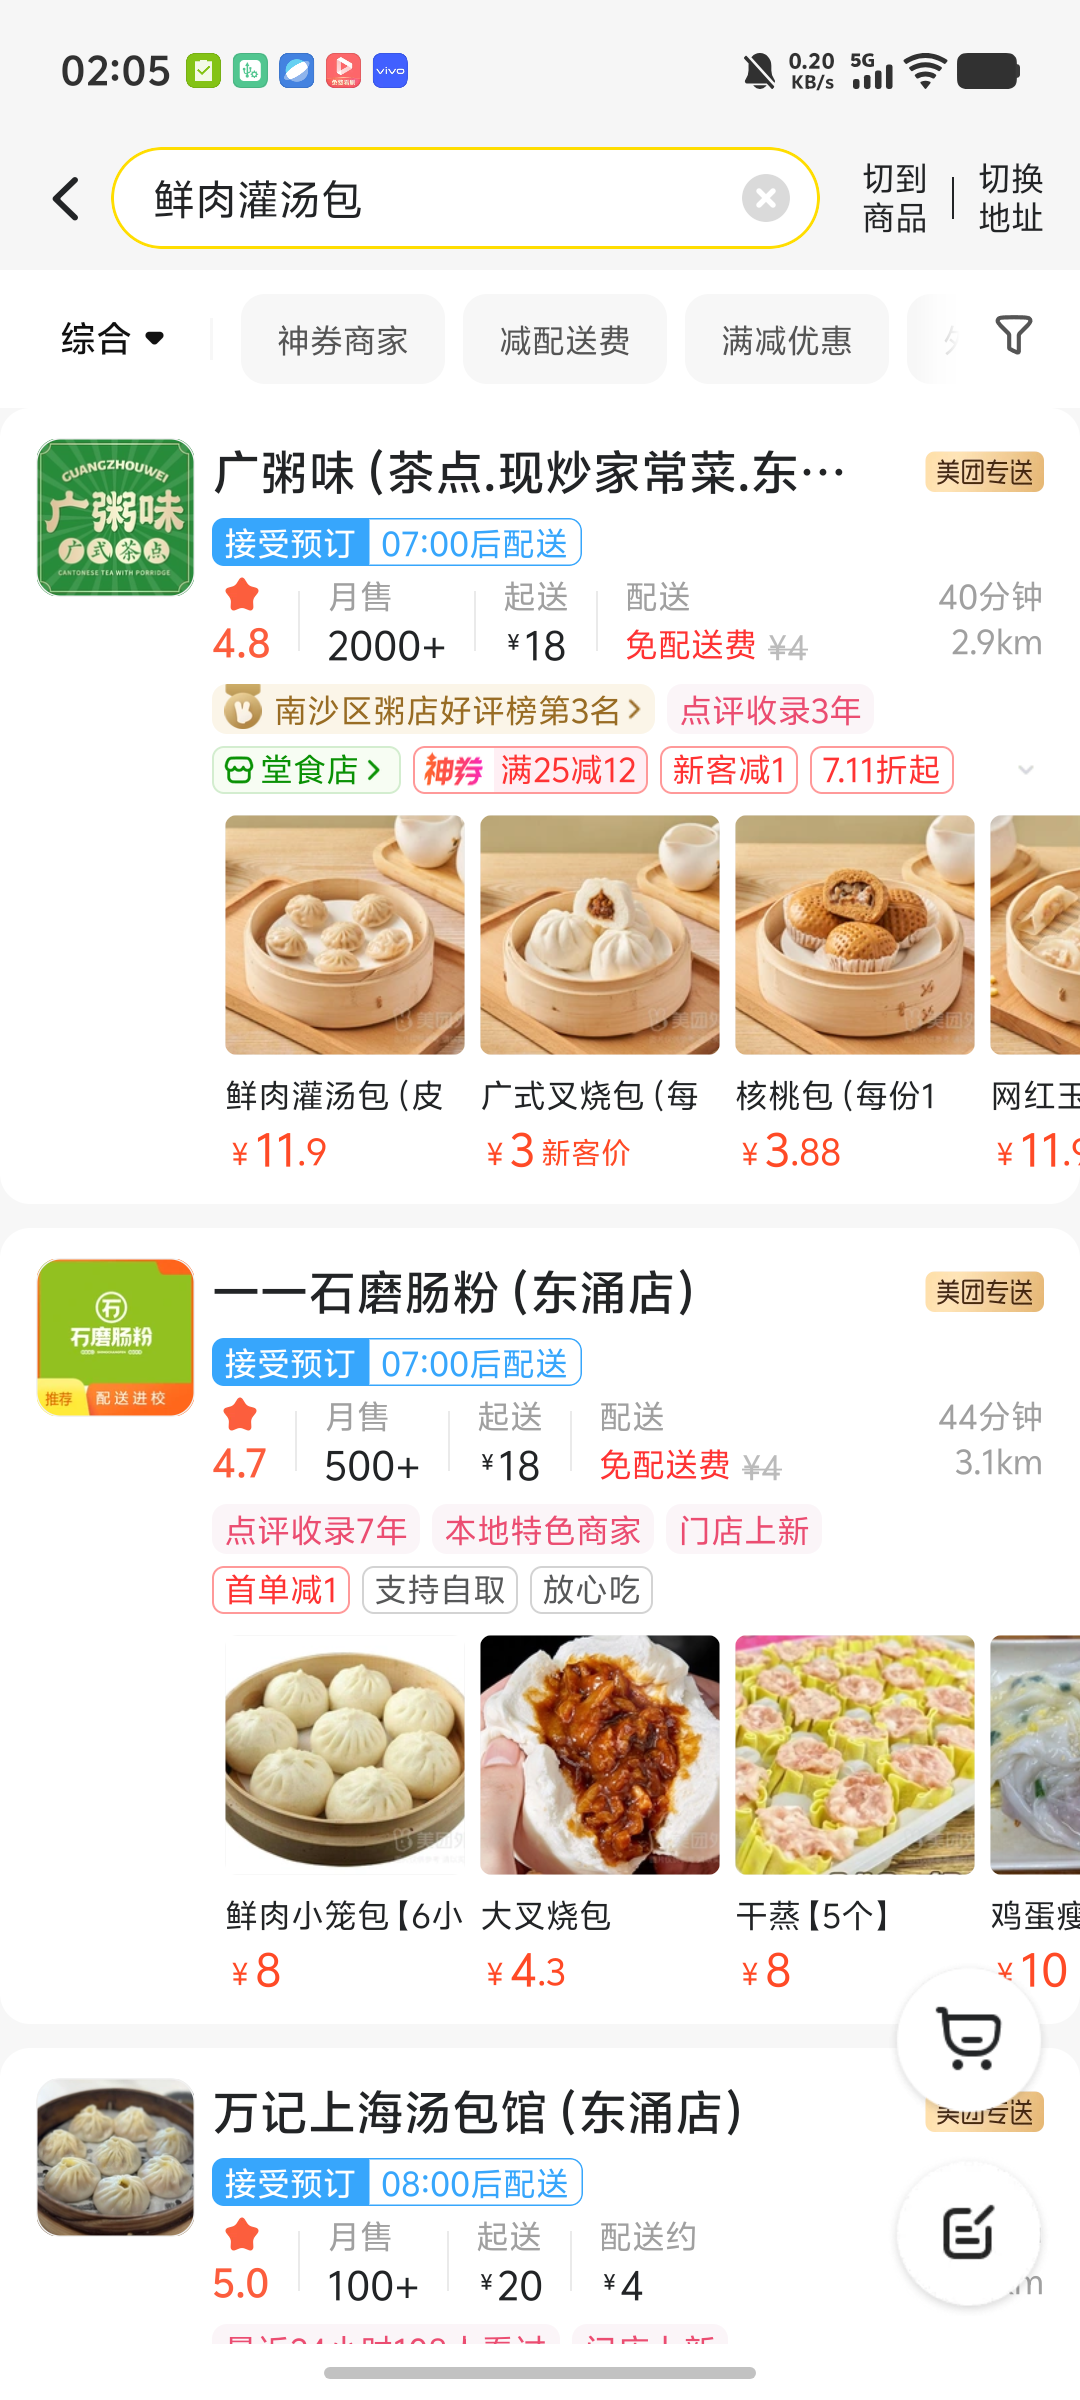 02:05
vivo
0.20 KB/s
5G
鲜肉灌汤包
切到商品
切换地址
综合
神券商家
减配送费
满减优惠
GUANGZHOUWEI
广粥味
广式茶点
CANTONESE TEA WITH PORRIDGE
广粥味 (茶点.现炒家常菜.东…
美团专送
接受预订 07:00后配送
月售 起送 配送 40分钟
4.8 2000+ ¥18 免配送费 ¥4 2.9km
南沙区粥店好评榜第3名
点评收录3年
堂食店
神券 满25减12
新客减1
7.11折起
鲜肉灌汤包 (皮
广式叉烧包 (每
核桃包 (每份1
网红玉
¥11.9
¥3 新客价
¥3.88
¥11.9
石
石磨肠粉
推荐 配送进校
一一石磨肠粉 (东涌店)
美团专送
接受预订 07:00后配送
月售 起送 配送 44分钟
4.7 500+ ¥18 免配送费 ¥4 3.1km
点评收录7年
本地特色商家
门店上新
首单减1
支持自取
放心吃
鲜肉小笼包【6小
大叉烧包
干蒸【5个】
鸡蛋瘦
¥8
¥4.3
¥8
¥10
万记上海汤包馆 (东涌店)
美团专送
接受预订 08:00后配送
月售 起送 配送约
5.0 100+ ¥20 ¥4